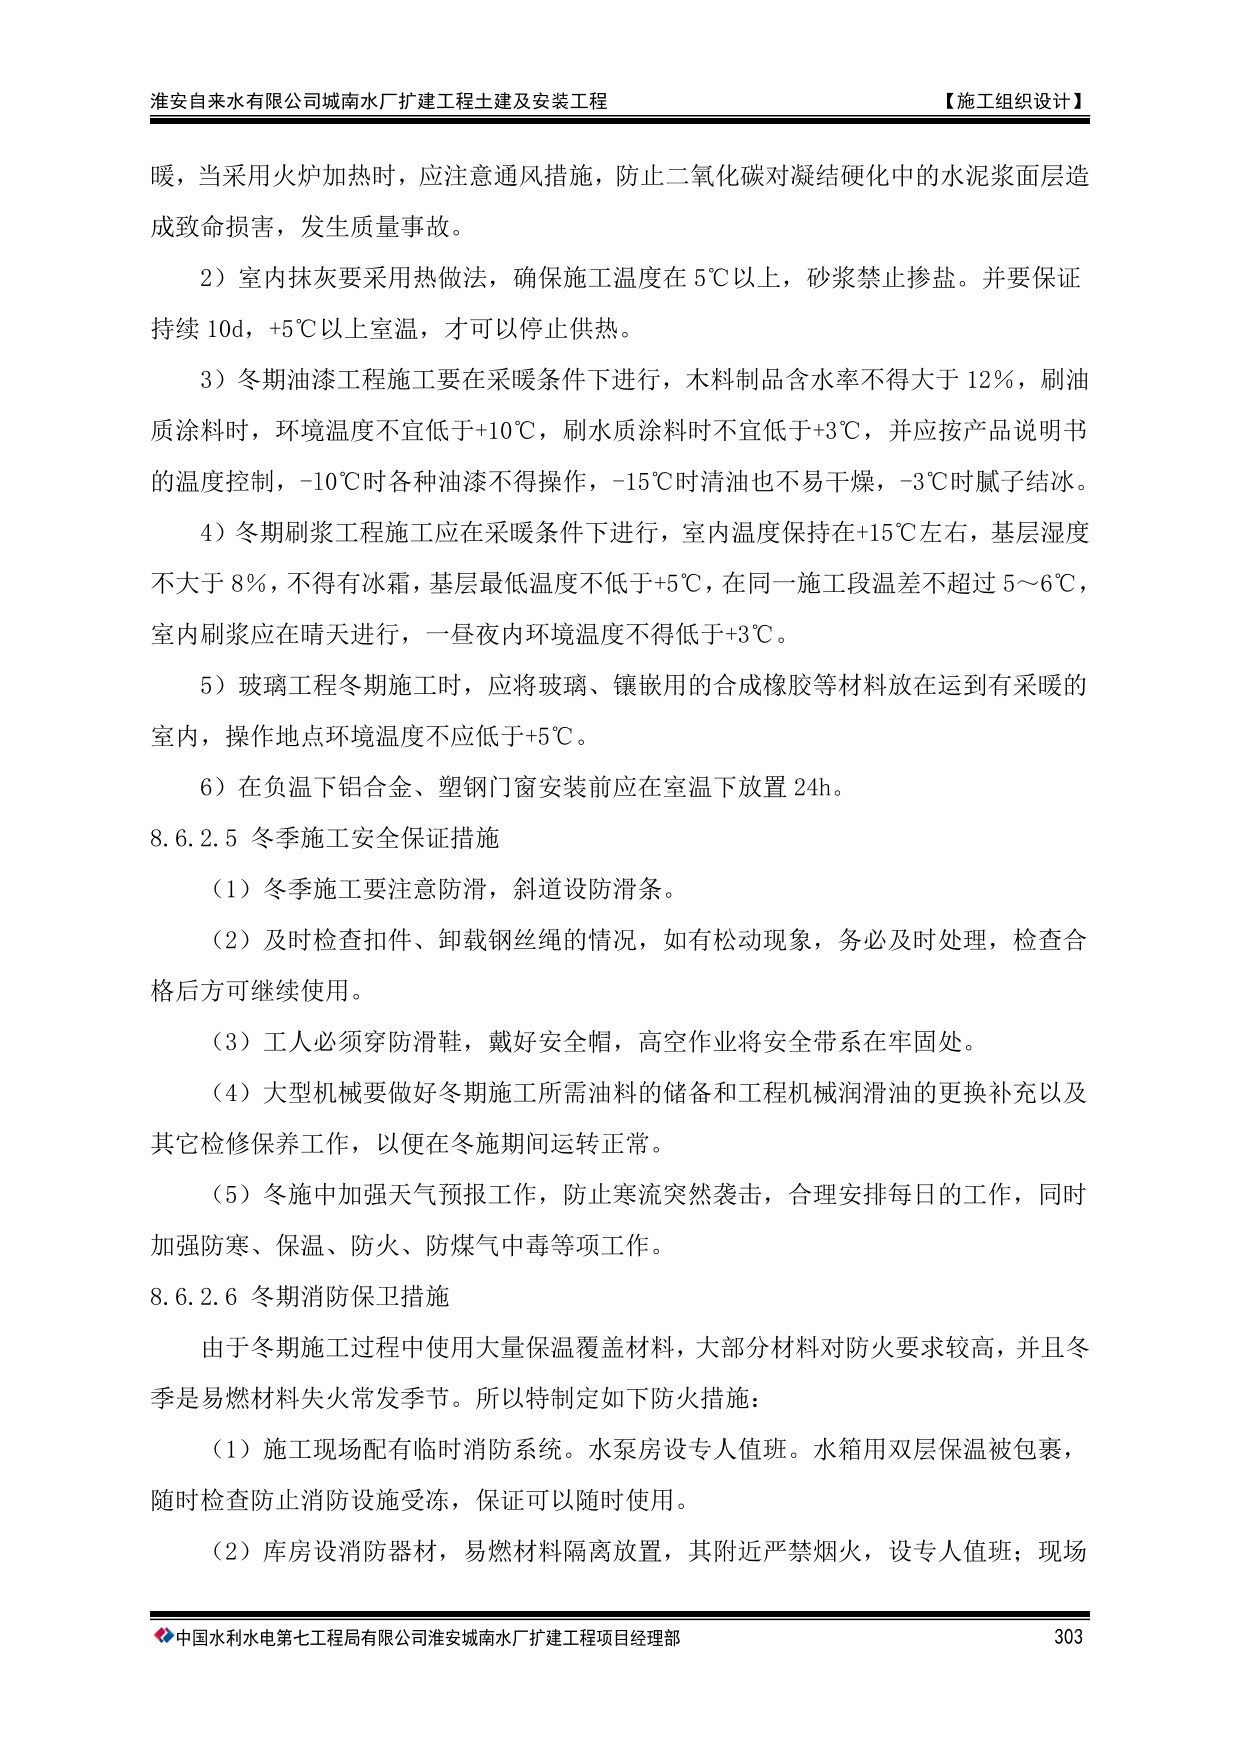 淮安自来水有限公司城南水厂扩建工程土建及安装工程 【施工组织设计】
暖，当采用火炉加热时，应注意通风措施，防止二氧化碳对凝结硬化中的水泥浆面层造
成致命损害，发生质量事故。
2）室内抹灰要采用热做法，确保施工温度在 5℃以上，砂浆禁止掺盐。并要保证
持续 10d，+5℃以上室温，才可以停止供热。
3）冬期油漆工程施工要在采暖条件下进行，木料制品含水率不得大于 12%，刷油
质涂料时，环境温度不宜低于+10℃，刷水质涂料时不宜低于+3℃，并应按产品说明书
的温度控制，-10℃时各种油漆不得操作，-15℃时清油也不易干燥，-3℃时腻子结冰。
4）冬期刷浆工程施工应在采暖条件下进行，室内温度保持在+15℃左右，基层湿度
不大于 8%，不得有冰霜，基层最低温度不低于+5℃，在同一施工段温差不超过 5～6℃，
室内刷浆应在晴天进行，一昼夜内环境温度不得低于+3℃。
5）玻璃工程冬期施工时，应将玻璃、镶嵌用的合成橡胶等材料放在运到有采暖的
室内，操作地点环境温度不应低于+5℃。
6）在负温下铝合金、塑钢门窗安装前应在室温下放置 24h。
8.6.2.5 冬季施工安全保证措施
（1）冬季施工要注意防滑，斜道设防滑条。
（2）及时检查扣件、卸载钢丝绳的情况，如有松动现象，务必及时处理，检查合
格后方可继续使用。
（3）工人必须穿防滑鞋，戴好安全帽，高空作业将安全带系在牢固处。
（4）大型机械要做好冬期施工所需油料的储备和工程机械润滑油的更换补充以及
其它检修保养工作，以便在冬施期间运转正常。
（5）冬施中加强天气预报工作，防止寒流突然袭击，合理安排每日的工作，同时
加强防寒、保温、防火、防煤气中毒等项工作。
8.6.2.6 冬期消防保卫措施
由于冬期施工过程中使用大量保温覆盖材料，大部分材料对防火要求较高，并且冬
季是易燃材料失火常发季节。所以特制定如下防火措施：
（1）施工现场配有临时消防系统。水泵房设专人值班。水箱用双层保温被包裹，
随时检查防止消防设施受冻，保证可以随时使用。
（2）库房设消防器材，易燃材料隔离放置，其附近严禁烟火，设专人值班；现场
中国水利水电第七工程局有限公司淮安城南水厂扩建工程项目经理部 303